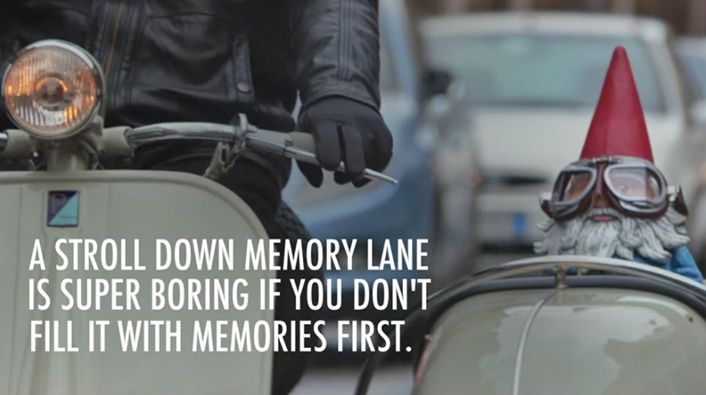 A STROLL DOWN MEMORY LANE
IS SUPER BORING IF YOU DON'T
FILL IT WITH MEMORIES FIRST.